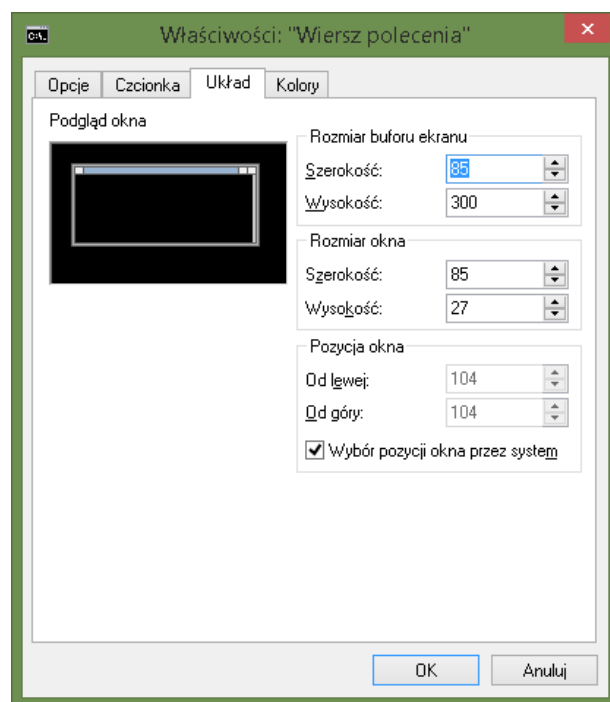 Właściwości: "Wiersz polecenia"
Opcje Czcionka Układ Kolory
Podgląd okna
Rozmiar buforu ekranu
Szerokość: 85
Wysokość: 300
Rozmiar okna
Szerokość: 85
Wysokość: 27
Pozycja okna
Od lewej: 104
Od góry: 104
Wybór pozycji okna przez system
OK Anuluj